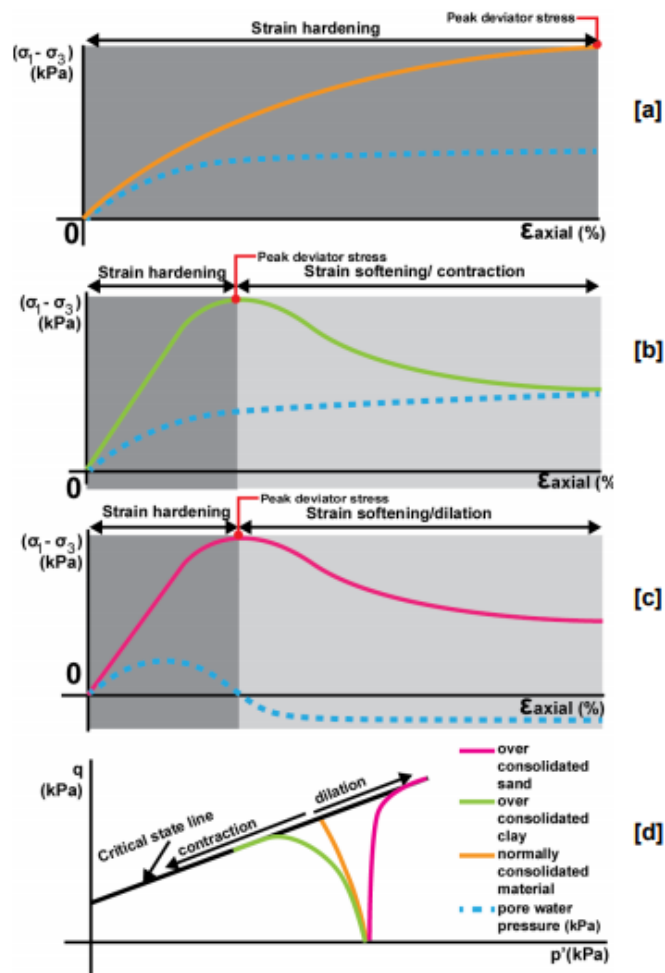 Peak deviator stress
Strain hardening
(σ1 - σ3)
(kPa)
[a]
0
εaxial (%)
Peak deviator stress
Strain hardening
Strain softening/ contraction
(σ1 - σ3)
(kPa)
[b]
0
εaxial (%
Peak deviator stress
Strain hardening
Strain softening/dilation
(σ1 - σ3)
(kPa)
[c]
0
εaxial (%)
q
(kPa)
Critical state line
contraction
dilation
over
consolidated
sand
over
consolidated
clay
normally
consolidated
material
pore water
pressure (kPa)
[d]
p'(kPa)